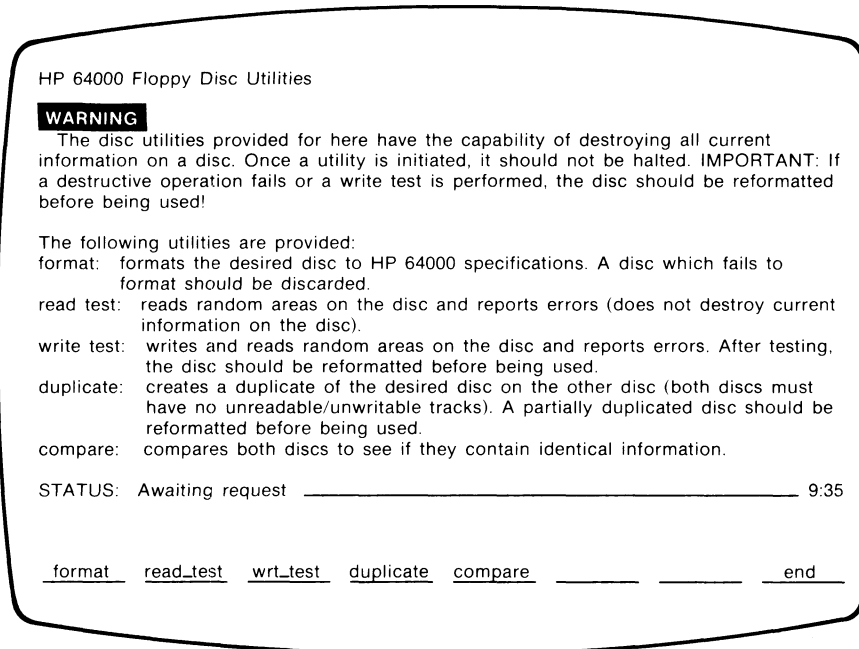 HP 64000 Floppy Disc Utilities
WARNING
The disc utilities provided for here have the capability of destroying all current
information on a disc. Once a utility is initiated, it should not be halted. IMPORTANT: If
a destructive operation fails or a write test is performed, the disc should be reformatted
before being used!
The following utilities are provided:
format: formats the desired disc to HP 64000 specifications. A disc which fails to
format should be discarded.
read test: reads random areas on the disc and reports errors (does not destroy current
information on the disc).
write test: writes and reads random areas on the disc and reports errors. After testing,
the disc should be reformatted before being used.
duplicate: creates a duplicate of the desired disc on the other disc (both discs must
have no unreadable/unwritable tracks). A partially duplicated disc should be
reformatted before being used.
compare: compares both discs to see if they contain identical information.
STATUS: Awaiting request 9:35
format read_test wrt_test duplicate compare end